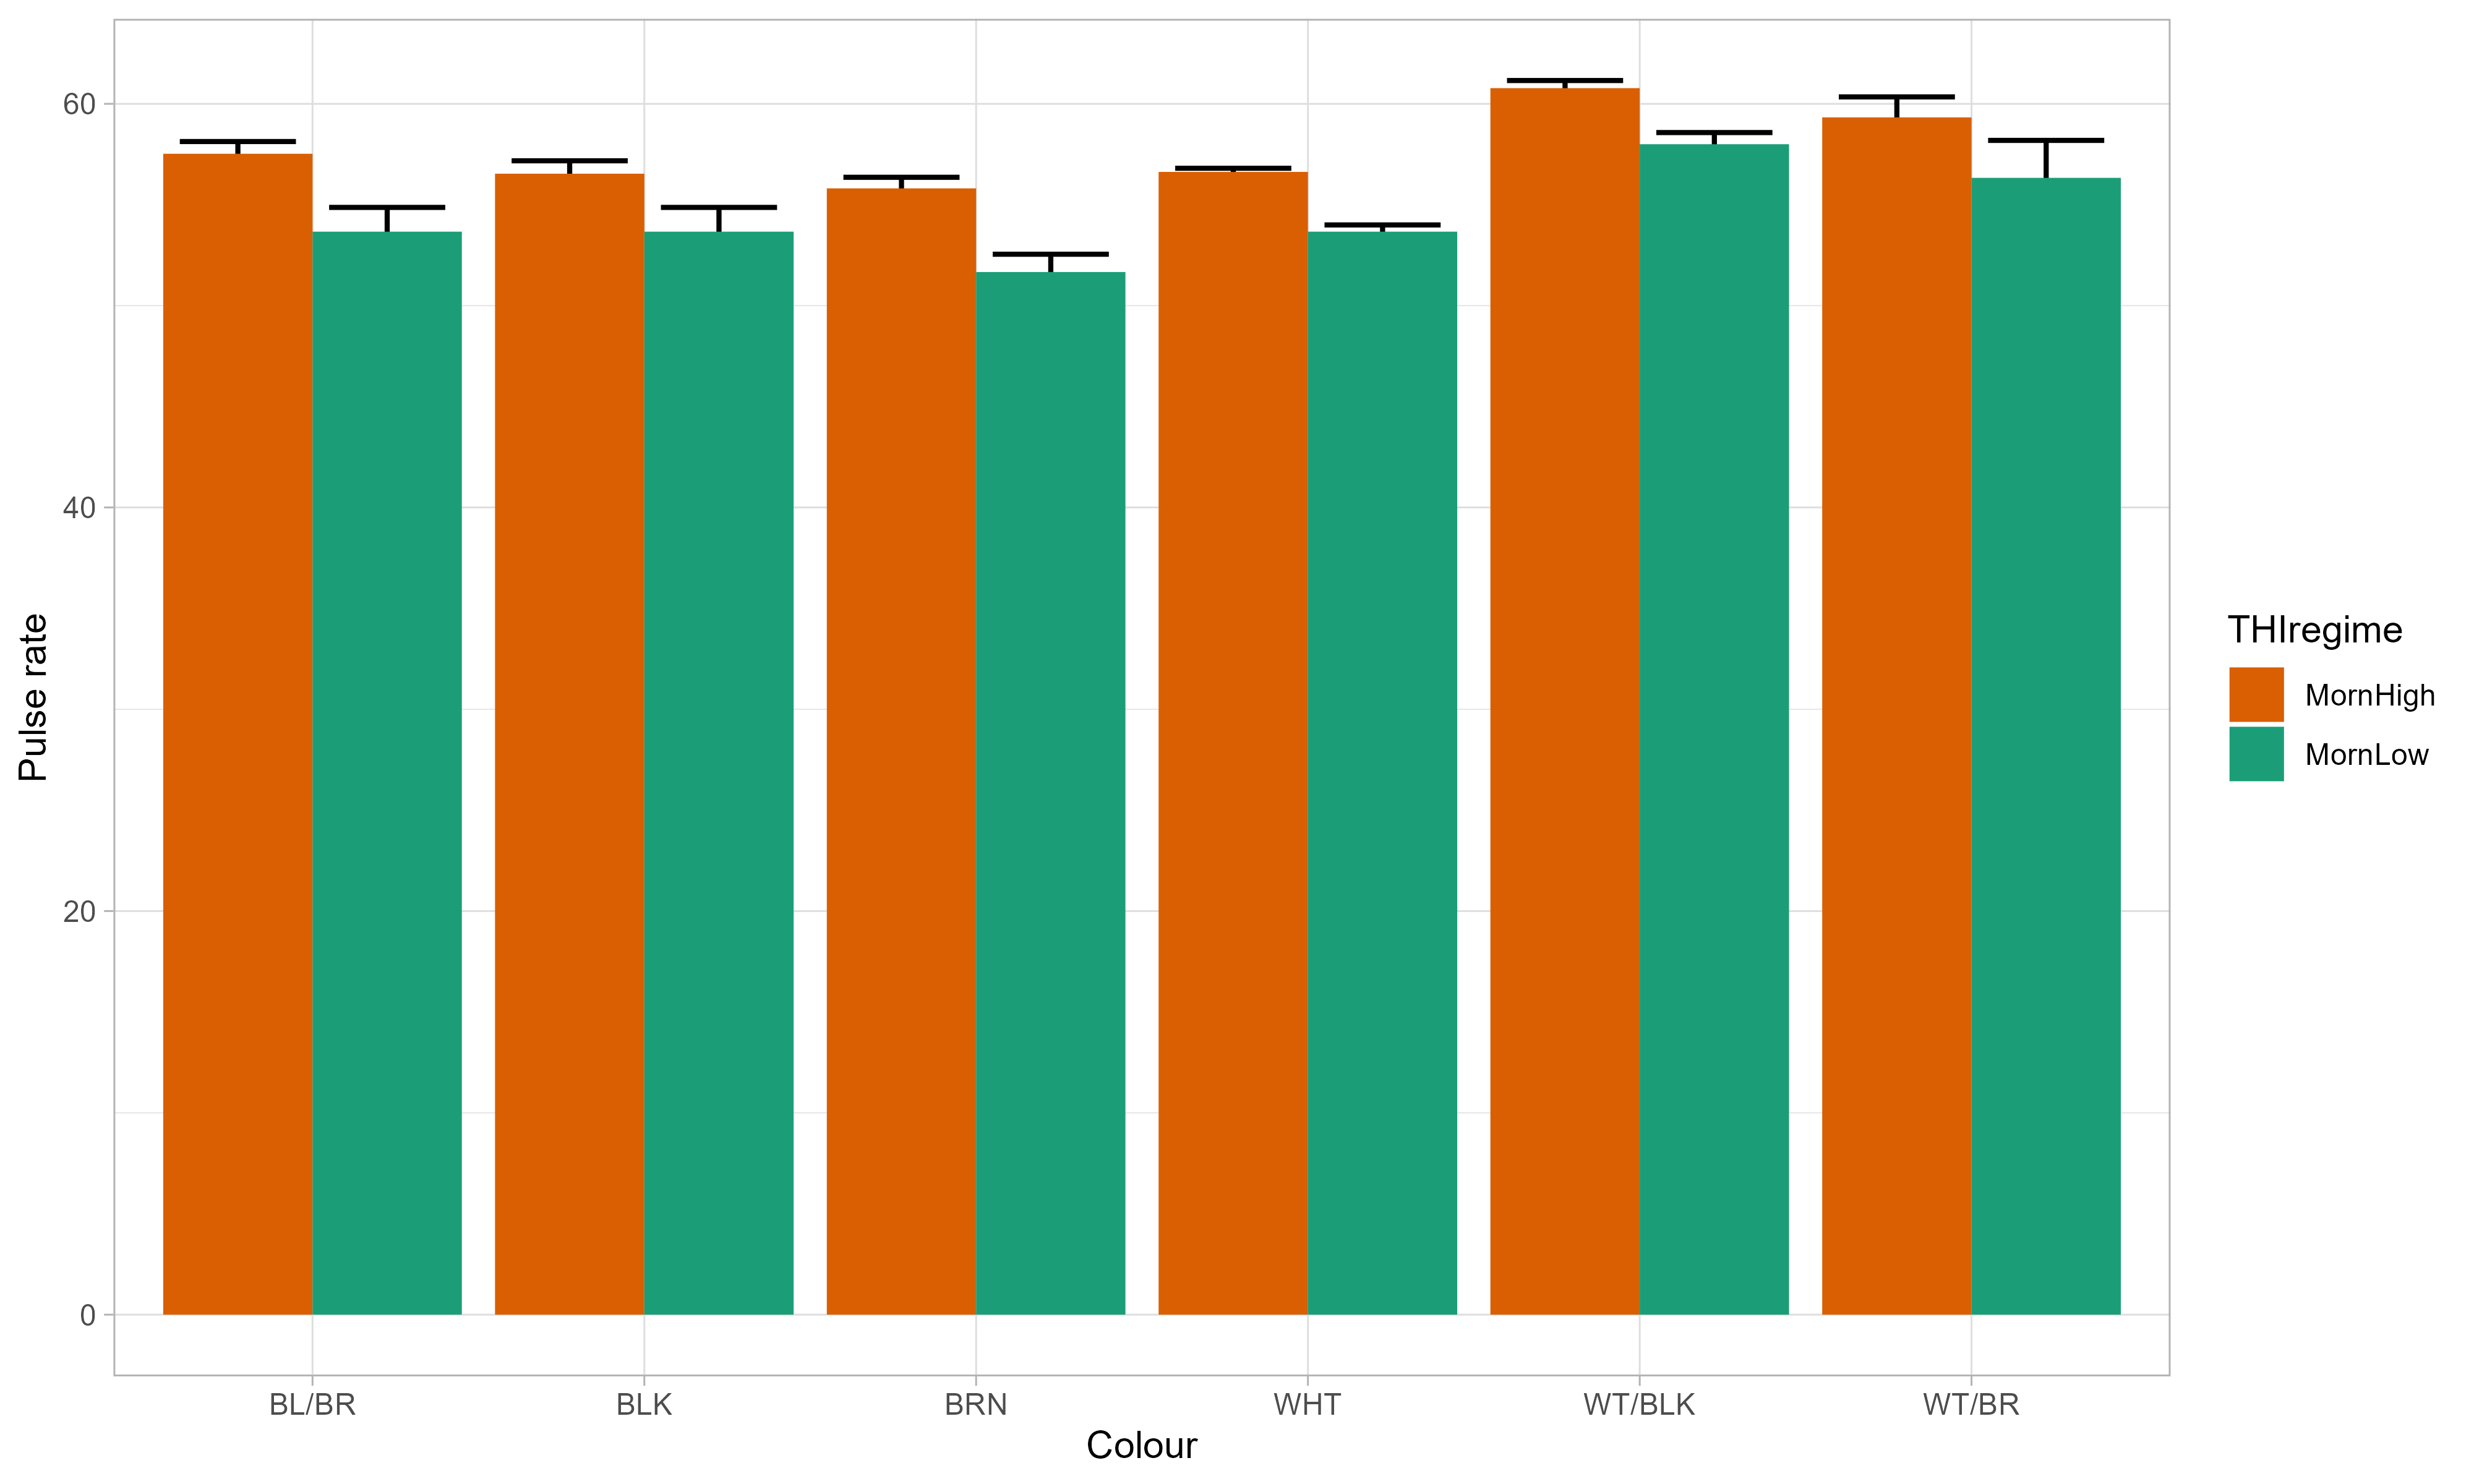 60
40
20
0
Pulse rate
BL/BR
BLK
BRN
WHT
WT/BLK
WT/BR
Colour
THIregime
MornHigh
MornLow